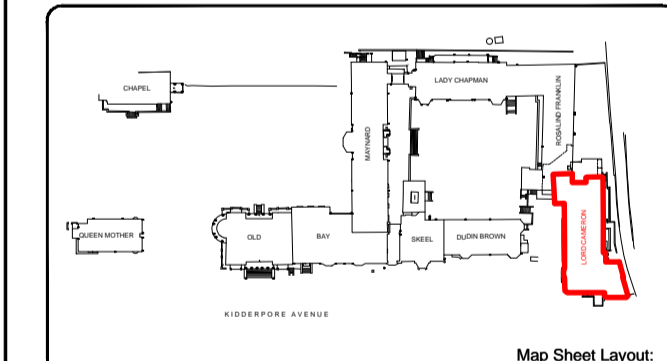 CHAPEL
LADY CHAPMAN
ROSALIND FRANKLIN
MAYNARD
QUEEN MOTHER
OLD
BAY
SKEEL
DUDIN BROWN
LORD CAMERON
KIDDERPORE AVENUE
Map Sheet Layout: